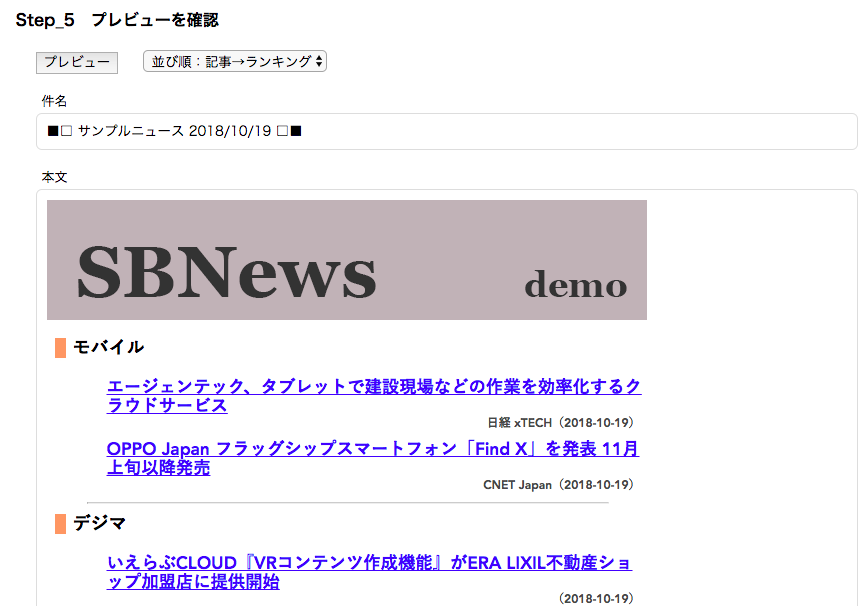 Step_5 プレビューを確認
プレビュー 並び順：記事→ランキング
件名
■□ サンプルニュース 2018/10/19 □■
本文
SBNews demo
モバイル
エージェンテック、タブレットで建設現場などの作業を効率化するク
ラウドサービス
日経 xTECH（2018-10-19）
OPPO Japan フラッグシップスマートフォン「Find X」を発表 11月
上旬以降発売
CNET Japan（2018-10-19）
デジマ
いえらぶCLOUD『VRコンテンツ作成機能』がERA LIXIL不動産ショ
ップ加盟店に提供開始
（2018-10-19）